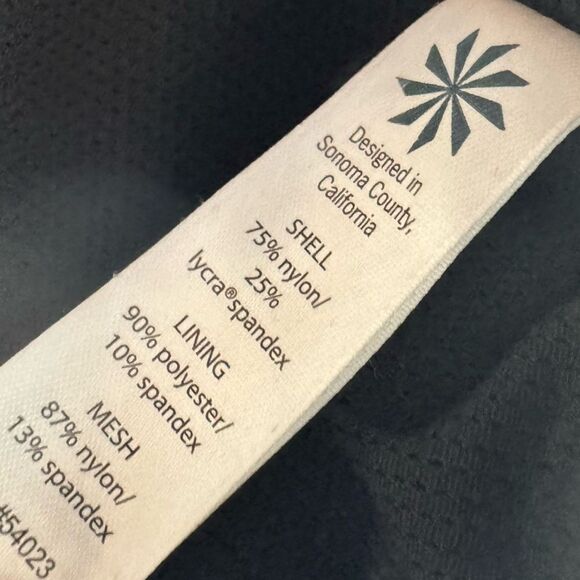 Designed in
Sonoma County,
California
SHELL
75% nylon/
25%
lycra®spandex
LINING
90% polyester/
10% spandex
MESH
87% nylon/
13% spandex
#54023